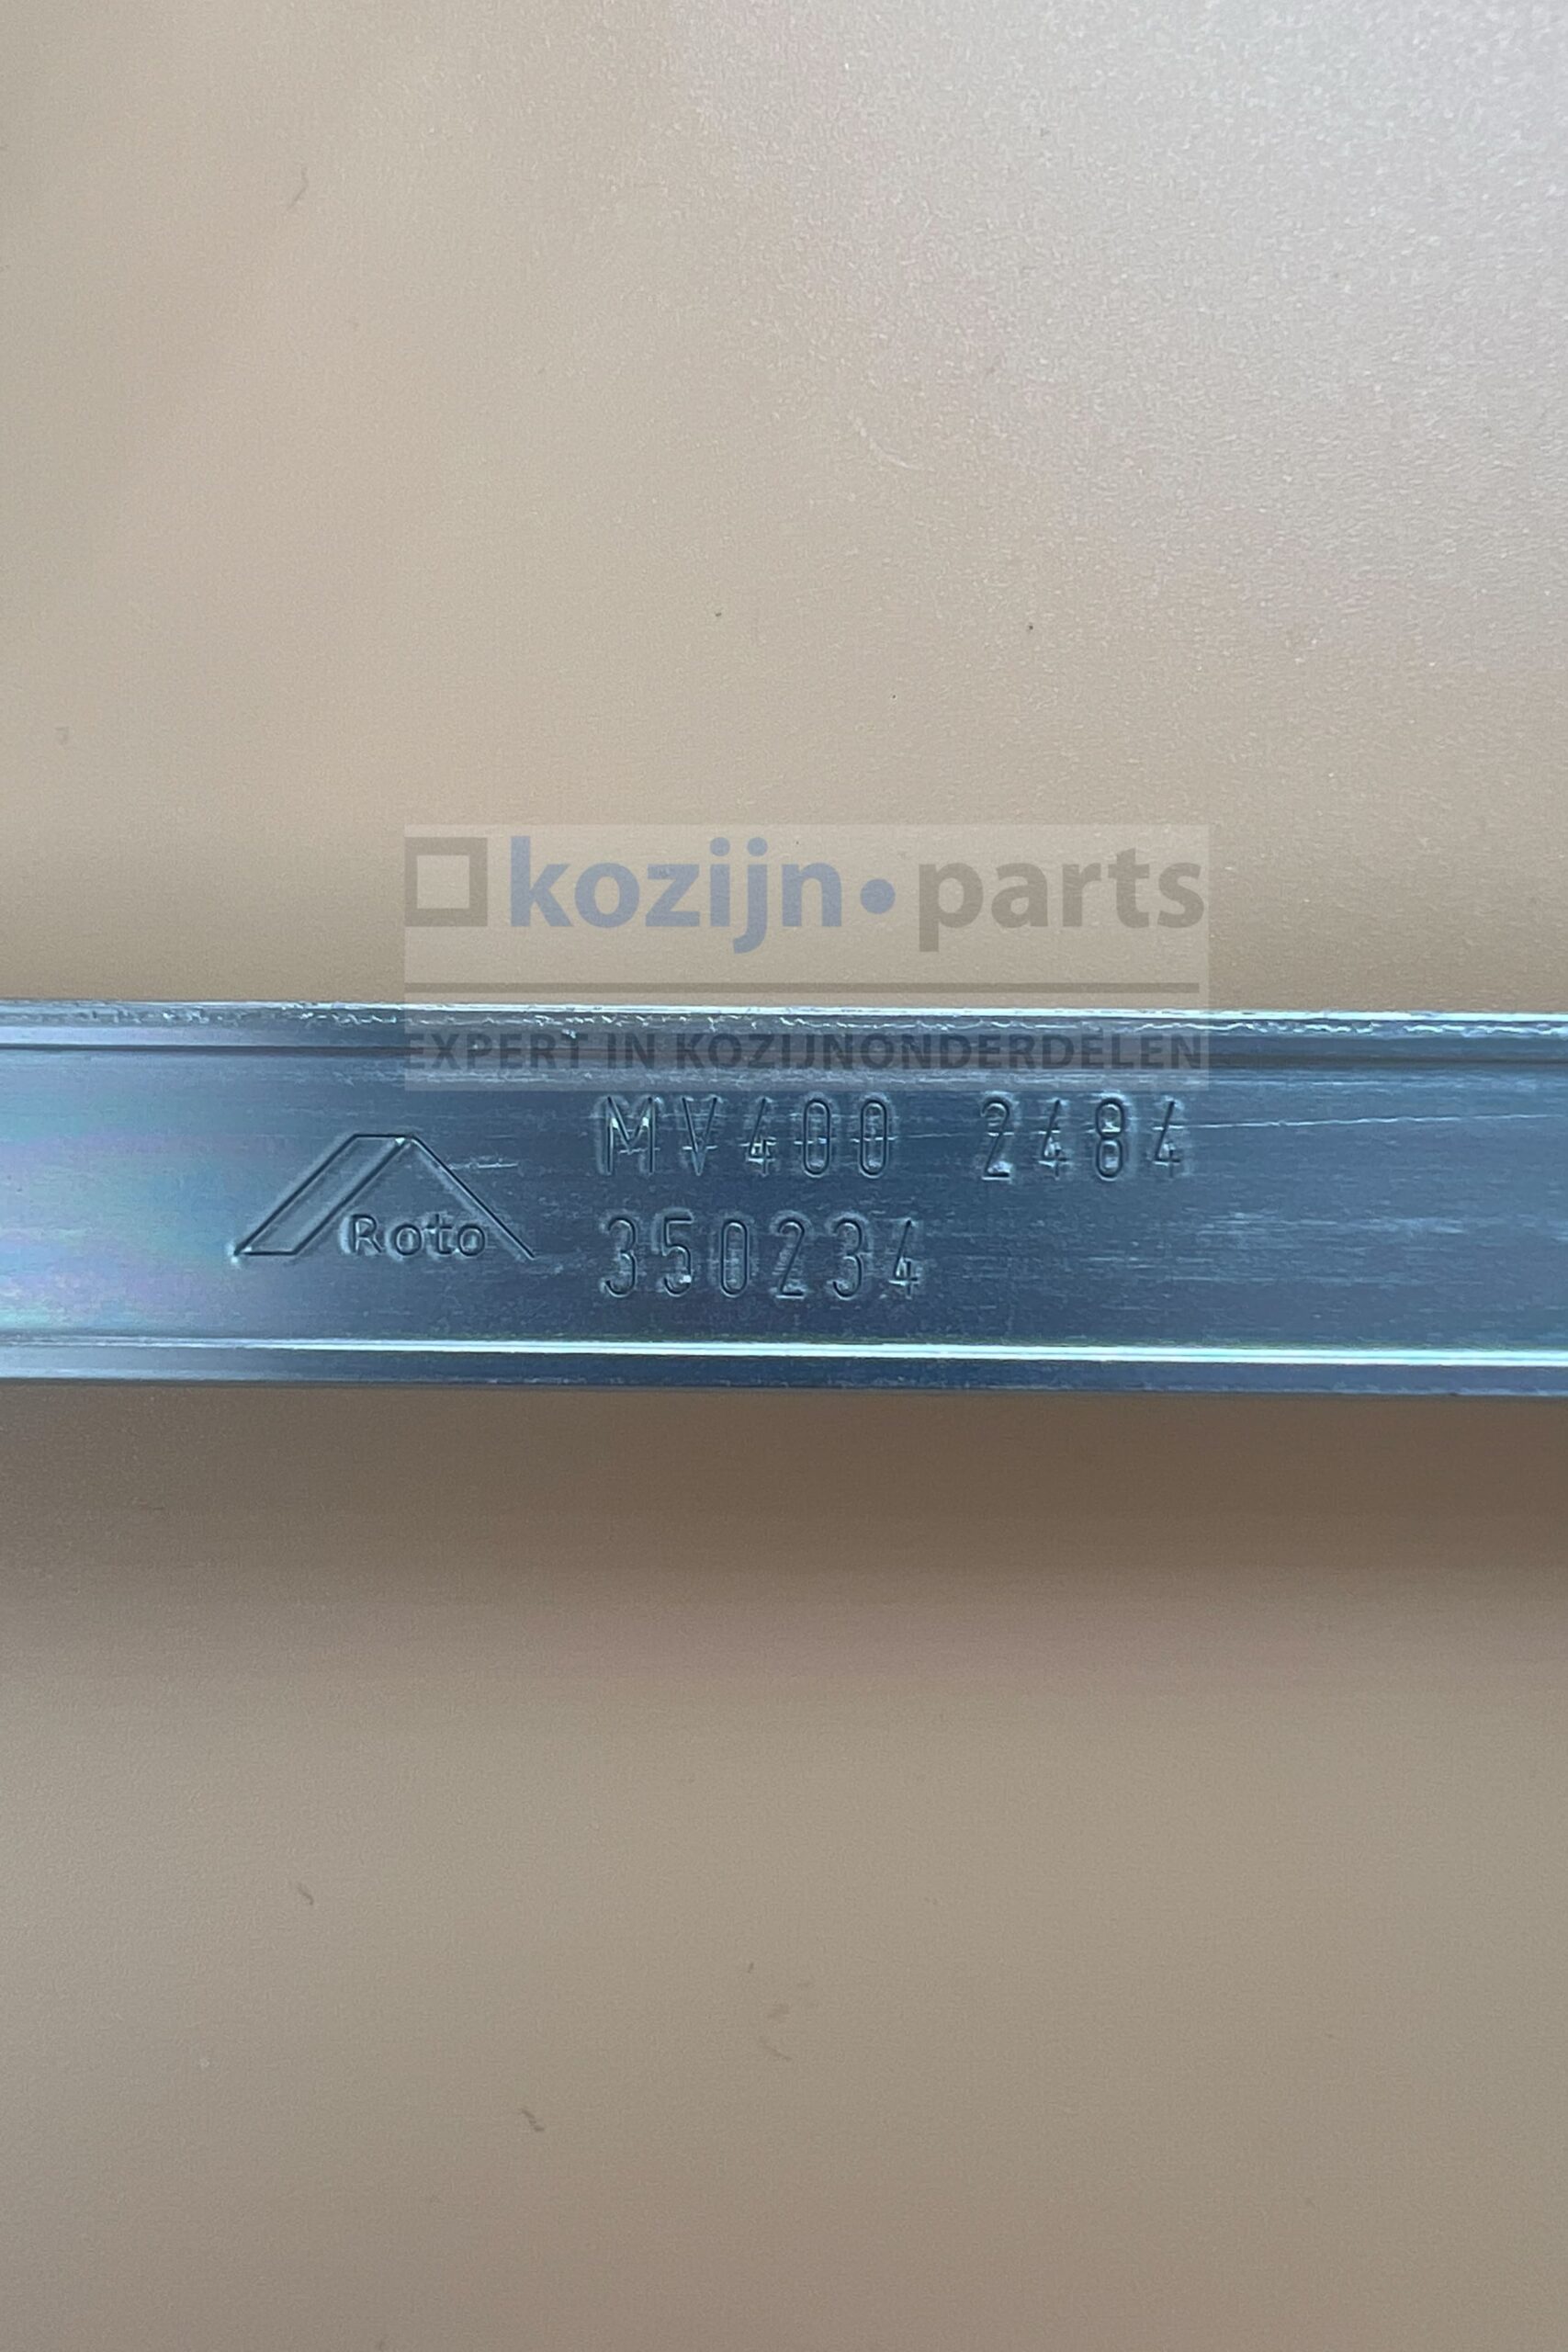 kozijn•parts
EXPERT IN KOZIJNONDERDELEN
MV400 2484
Roto
350234